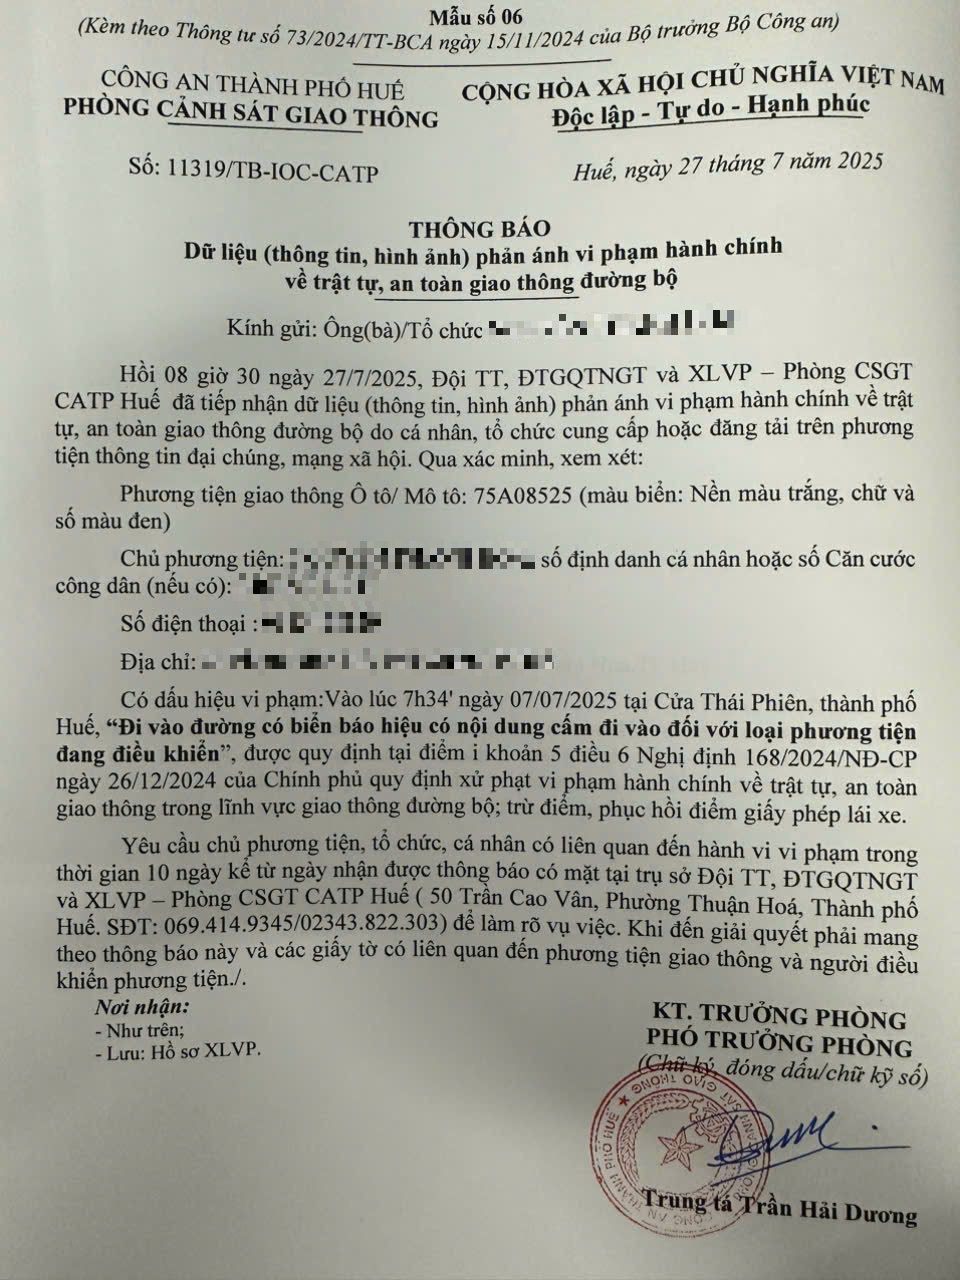 Mẫu số 06
(Kèm theo Thông tư số 73/2024/TT-BCA ngày 15/11/2024 của Bộ trưởng Bộ Công an)
CÔNG AN THÀNH PHỐ HUẾ
PHÒNG CẢNH SÁT GIAO THÔNG
CỘNG HÒA XÃ HỘI CHỦ NGHĨA VIỆT NAM
Độc lập - Tự do - Hạnh phúc
Số: 11319/TB-IOC-CATP
Huế, ngày 27 tháng 7 năm 2025
THÔNG BÁO
Dữ liệu (thông tin, hình ảnh) phản ánh vi phạm hành chính
về trật tự, an toàn giao thông đường bộ
Kính gửi: Ông(bà)/Tổ chức
Hồi 08 giờ 30 ngày 27/7/2025, Đội TT, ĐTGQTNGT và XLVP – Phòng CSGT
CATP Huế đã tiếp nhận dữ liệu (thông tin, hình ảnh) phản ánh vi phạm hành chính về trật
tự, an toàn giao thông đường bộ do cá nhân, tổ chức cung cấp hoặc đăng tải trên phương
tiện thông tin đại chúng, mạng xã hội. Qua xác minh, xem xét:
Phương tiện giao thông Ô tô/ Mô tô: 75A08525 (màu biển: Nền màu trắng, chữ và
số màu đen)
Chủ phương tiện: số định danh cá nhân hoặc số Căn cước
công dân (nếu có):
Số điện thoại :
Địa chỉ:
Có dấu hiệu vi phạm:Vào lúc 7h34' ngày 07/07/2025 tại Cửa Thái Phiên, thành phố
Huế, “Đi vào đường có biển báo hiệu có nội dung cấm đi vào đối với loại phương tiện
đang điều khiển”, được quy định tại điểm i khoản 5 điều 6 Nghị định 168/2024/NĐ-CP
ngày 26/12/2024 của Chính phủ quy định xử phạt vi phạm hành chính về trật tự, an toàn
giao thông trong lĩnh vực giao thông đường bộ; trừ điểm, phục hồi điểm giấy phép lái xe.
Yêu cầu chủ phương tiện, tổ chức, cá nhân có liên quan đến hành vi vi phạm trong
thời gian 10 ngày kể từ ngày nhận được thông báo có mặt tại trụ sở Đội TT, ĐTGQTNGT
và XLVP – Phòng CSGT CATP Huế ( 50 Trần Cao Vân, Phường Thuận Hoá, Thành phố
Huế. SĐT: 069.414.9345/02343.822.303) để làm rõ vụ việc. Khi đến giải quyết phải mang
theo thông báo này và các giấy tờ có liên quan đến phương tiện giao thông và người điều
khiển phương tiện./.
Nơi nhận:
- Như trên;
- Lưu: Hồ sơ XLVP.
KT. TRƯỞNG PHÒNG
PHÓ TRƯỞNG PHÒNG
(Chữ ký, đóng dấu/chữ kỹ số)
Trung tá Trần Hải Dương